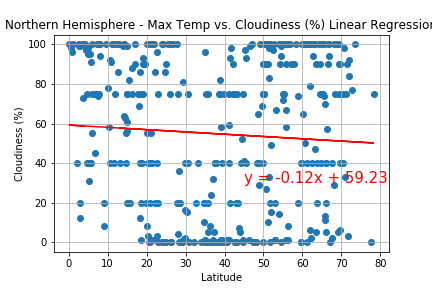 Northern Hemisphere - Max Temp vs. Cloudiness (%) Linear Regression
100
80
60
40
20
0
Cloudiness (%)
y = -0.12x + 59.23
0 10 20 30 40 50 60 70 80
Latitude